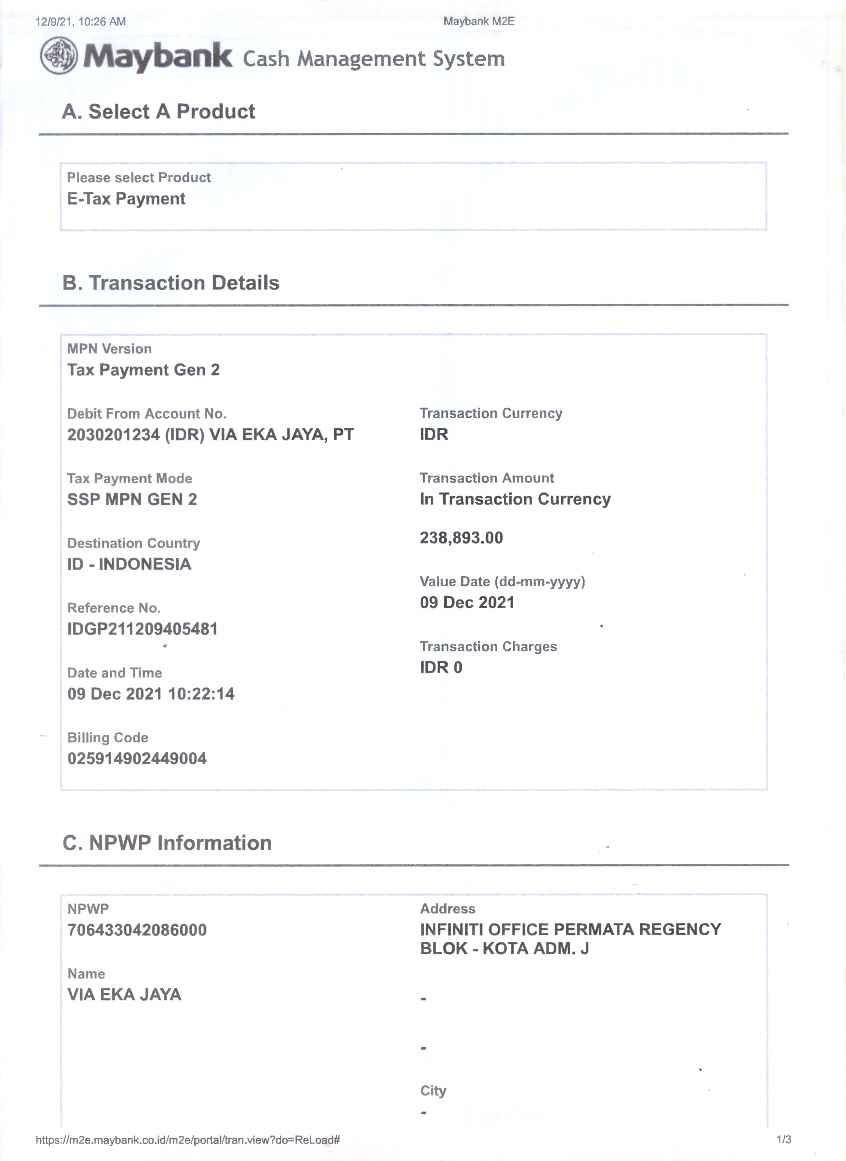 12/9/21, 10:26 AM Maybank M2E
Maybank Cash Management System
A. Select A Product
Please select Product
E-Tax Payment
B. Transaction Details
MPN Version
Tax Payment Gen 2
Debit From Account No.
2030201234 (IDR) VIA EKA JAYA, PT
Tax Payment Mode
SSP MPN GEN 2
Destination Country
ID - INDONESIA
Reference No.
IDGP211209405481
Date and Time
09 Dec 2021 10:22:14
Billing Code
025914902449004
Transaction Currency
IDR
Transaction Amount
In Transaction Currency
238,893.00
Value Date (dd-mm-yyyy)
09 Dec 2021
Transaction Charges
IDR 0
C. NPWP Information
NPWP
706433042086000
Name
VIA EKA JAYA
Address
INFINITI OFFICE PERMATA REGENCY
BLOK - KOTA ADM. J
-
-
City
-
https://m2e.maybank.co.id/m2e/portal/tran.view?do=ReLoad# 1/3